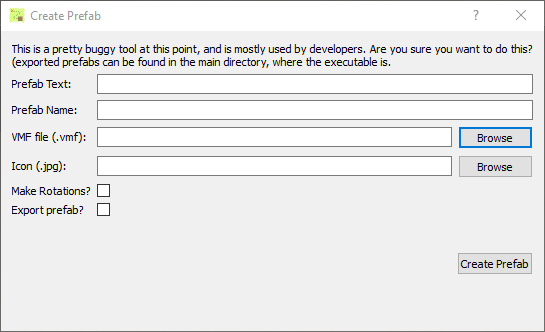 Create Prefab
This is a pretty buggy tool at this point, and is mostly used by developers. Are you sure you want to do this?
(exported prefabs can be found in the main directory, where the executable is.
Prefab Text:
Prefab Name:
VMF file (.vmf): Browse
Icon (.jpg): Browse
Make Rotations?
Export prefab?
Create Prefab